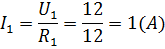 I₁ = U₁/R₁ = 12/12 = 1(A)